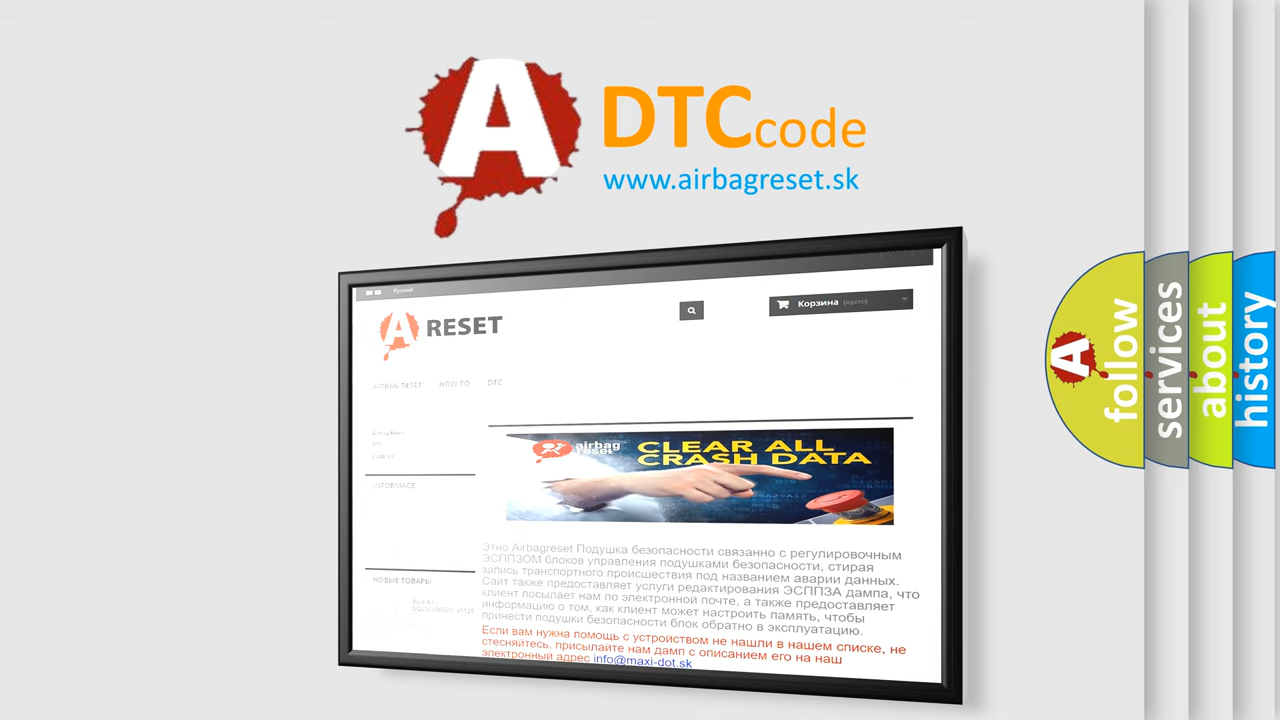 A
DTC code
www.airbagreset.sk
Русский
A RESET
Корзина (пусто)
AIRBAG RESET HOW TO DTC
INFORMACE
НОВЫЕ ТОВАРЫ
airbag
reset
CLEAR ALL
CRASH DATA
Этно Airbagreset Подушка безопасности связанно с регулировочным
ЭСППЗОМ блоков управления подушками безопасности, стирая
запись транспортного происшествия под названием аварии данных.
Сайт также предоставляет услуги редактирования ЭСППЗА дампа, что
клиент посылает нам по электронной почте, а также предоставляет
информацию о том, как клиент может настроить память, чтобы
принести подушки безопасности блок обратно в эксплуатацию.
Если вам нужна помощь с устройством не нашли в нашем списке, не
стесняйтесь, присылайте нам дамп с описанием его на наш
электронный адрес info@maxi-dot.sk
A
follow
services
about
history